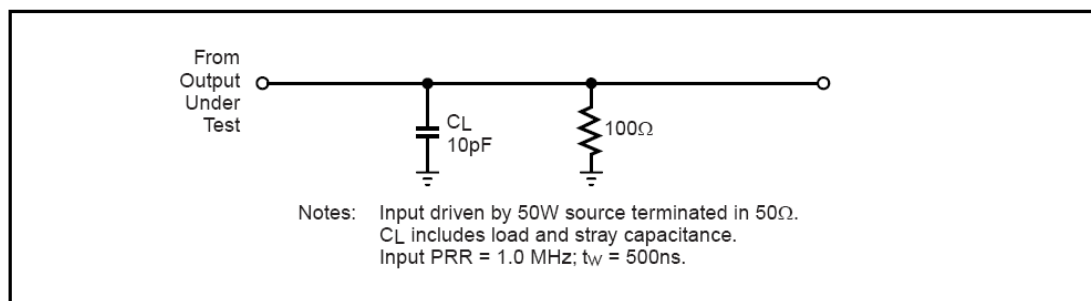 From
Output
Under
Test
CL
10pF
100Ω
Notes: Input driven by 50W source terminated in 50Ω.
CL includes load and stray capacitance.
Input PRR = 1.0 MHz; tw = 500ns.